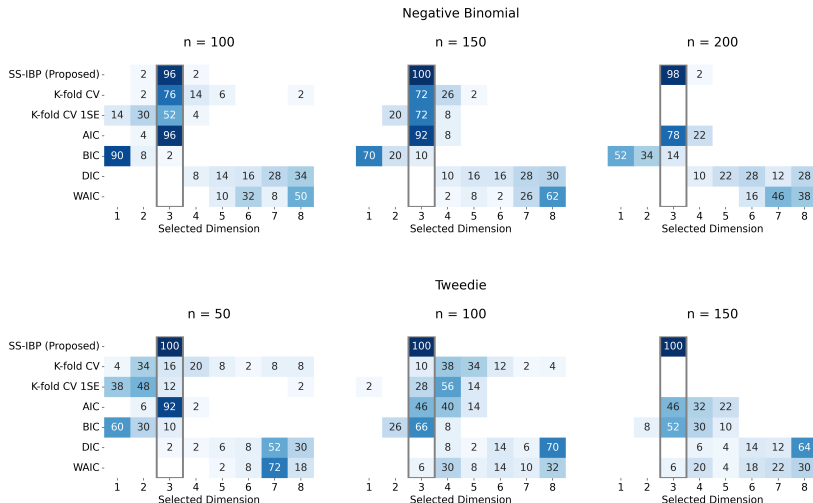 Negative Binomial
n = 100 n = 150 n = 200
SS-IBP (Proposed) 2 96 2 100 98 2
K-fold CV 2 76 14 6 2 72 26 2
K-fold CV 1SE 14 30 52 4 20 72 8
AIC 4 96 92 8 78 22
BIC 90 8 2 70 20 10 52 34 14
DIC 8 14 16 28 34 10 16 16 28 30 10 22 28 12 28
WAIC 10 32 8 50 2 8 2 26 62 16 46 38
1 2 3 4 5 6 7 8 1 2 3 4 5 6 7 8 1 2 3 4 5 6 7 8
Selected Dimension Selected Dimension Selected Dimension
Tweedie
n = 50 n = 100 n = 150
SS-IBP (Proposed) 100 100 100
K-fold CV 4 34 16 20 8 2 8 8 10 38 34 12 2 4
K-fold CV 1SE 38 48 12 2 2 28 56 14
AIC 6 92 2 46 40 14 46 32 22
BIC 60 30 10 26 66 8 8 52 30 10
DIC 2 2 6 8 52 30 8 2 14 6 70 6 4 14 12 64
WAIC 2 8 72 18 6 30 8 14 10 32 6 20 4 18 22 30
1 2 3 4 5 6 7 8 1 2 3 4 5 6 7 8 1 2 3 4 5 6 7 8
Selected Dimension Selected Dimension Selected Dimension